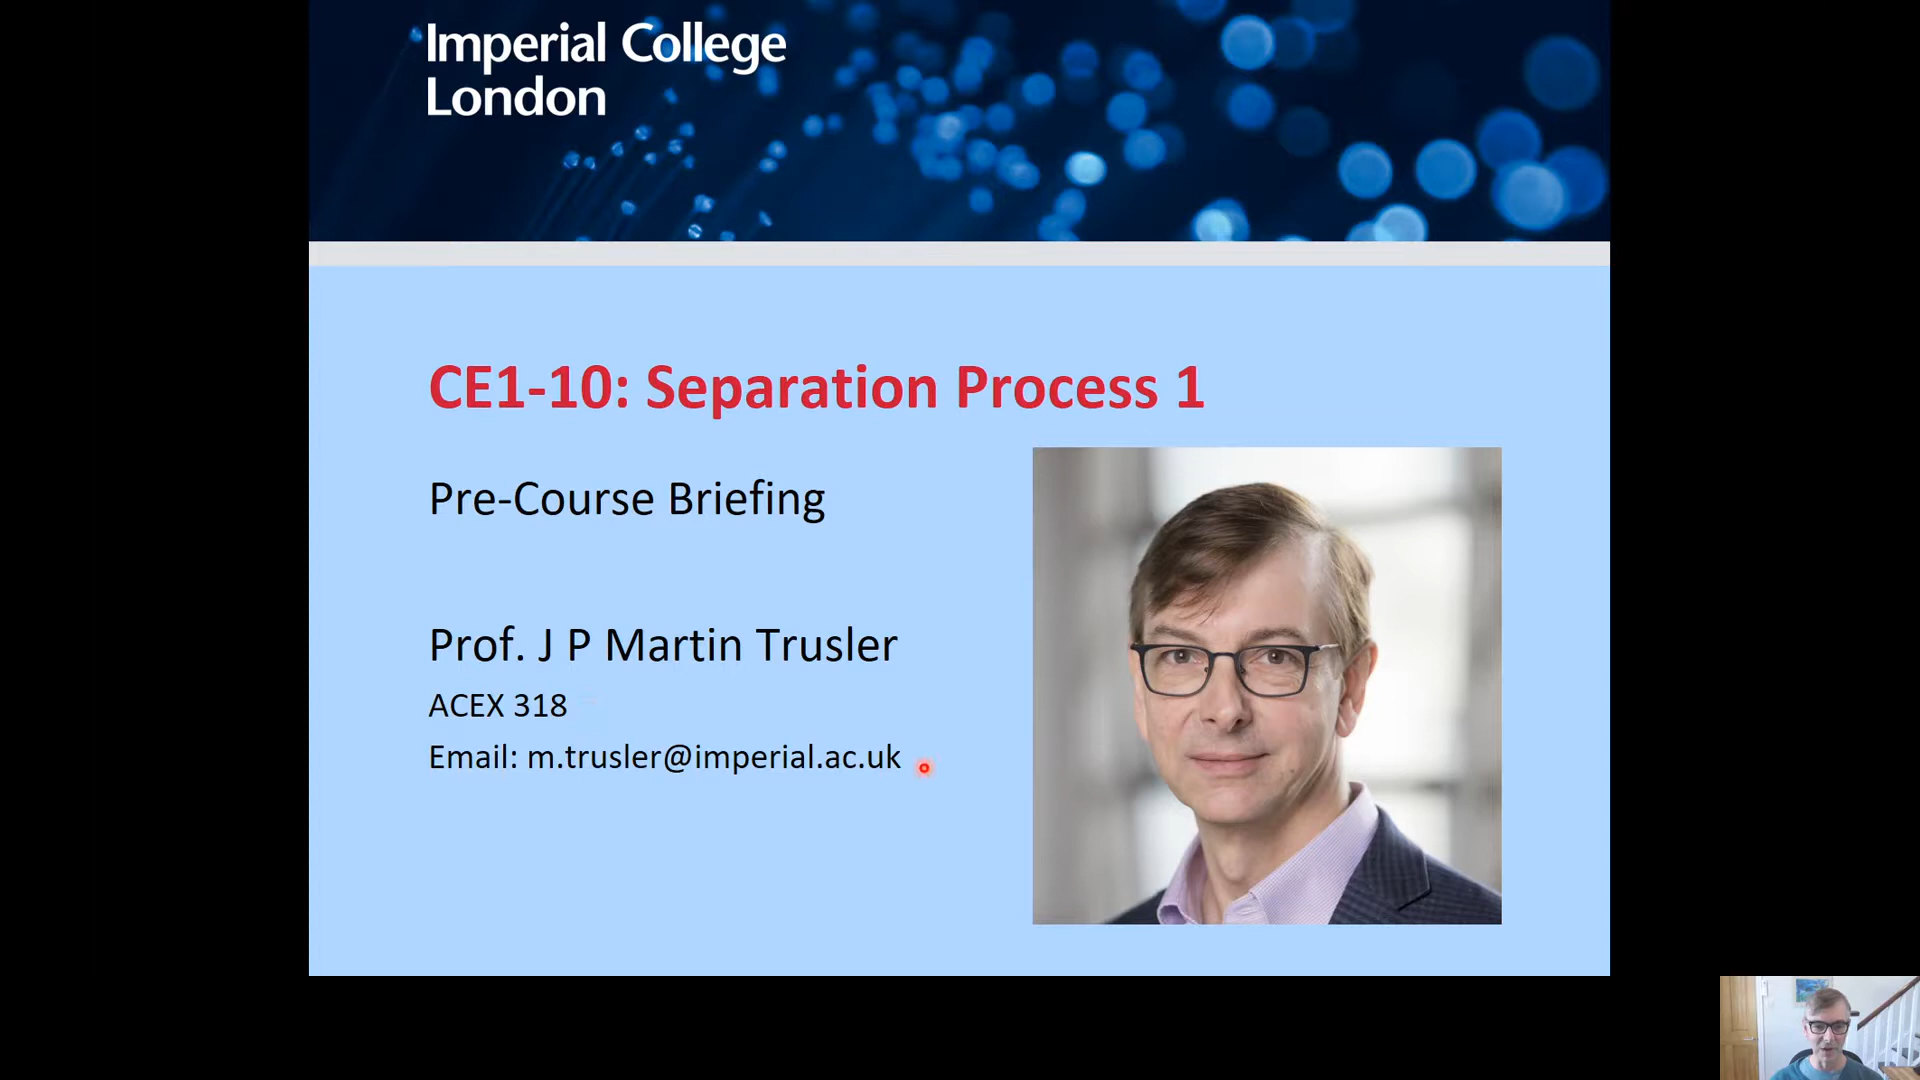 Imperial College
London
CE1-10: Separation Process 1
Pre-Course Briefing
Prof. J P Martin Trusler
ACEX 318
Email: m.trusler@imperial.ac.uk